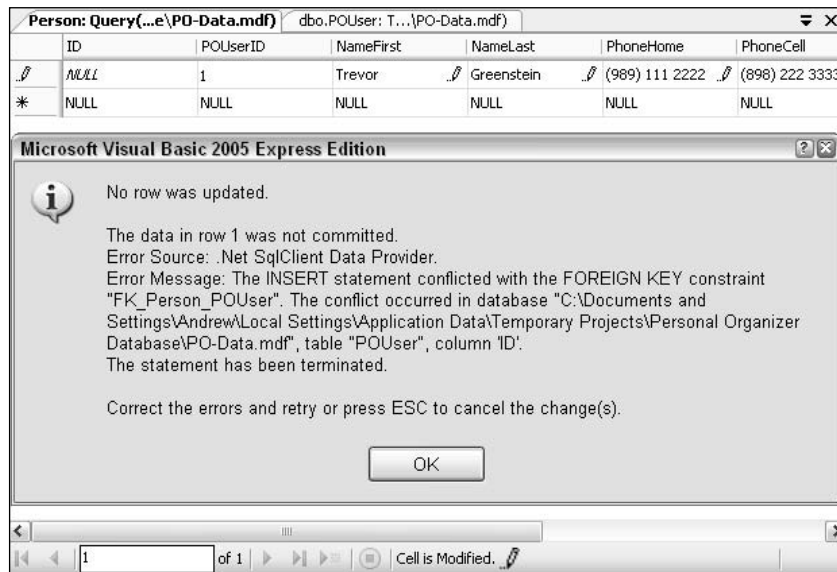 Person: Query(...e\PO-Data.mdf) dbo.POUser: T...\PO-Data.mdf)
ID POUserID NameFirst NameLast PhoneHome PhoneCell
NULL 1 Trevor Greenstein (989) 111 2222 (898) 222 3333
NULL NULL NULL NULL NULL NULL
Microsoft Visual Basic 2005 Express Edition
No row was updated.
The data in row 1 was not committed.
Error Source: .Net SqlClient Data Provider.
Error Message: The INSERT statement conflicted with the FOREIGN KEY constraint
"FK_Person_POUser". The conflict occurred in database "C:\Documents and
Settings\Andrew\Local Settings\Application Data\Temporary Projects\Personal Organizer
Database\PO-Data.mdf", table "POUser", column 'ID'.
The statement has been terminated.
Correct the errors and retry or press ESC to cancel the change(s).
OK
1 of 1 Cell is Modified.